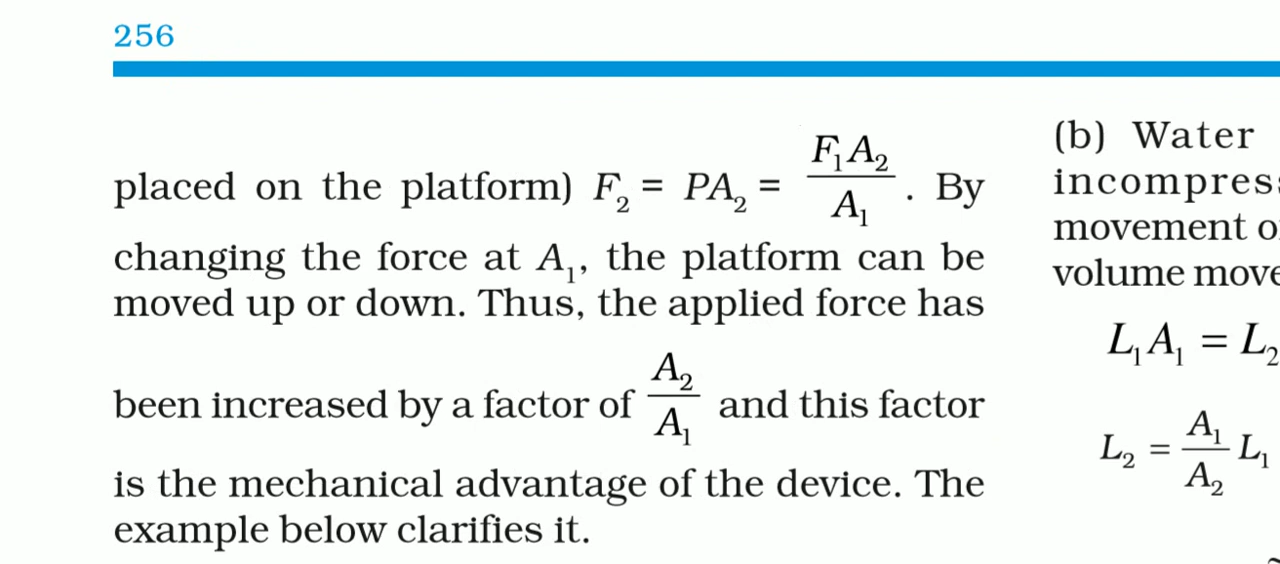 256
placed on the platform) F₂ = PA₂ = F₁A₂/A₁ . By
changing the force at A₁, the platform can be
moved up or down. Thus, the applied force has
been increased by a factor of A₂/A₁ and this factor
is the mechanical advantage of the device. The
example below clarifies it.
(b) Water
incompres
movement o
volume move
L₁A₁ = L₂
L₂ = A₁/A₂ L₁